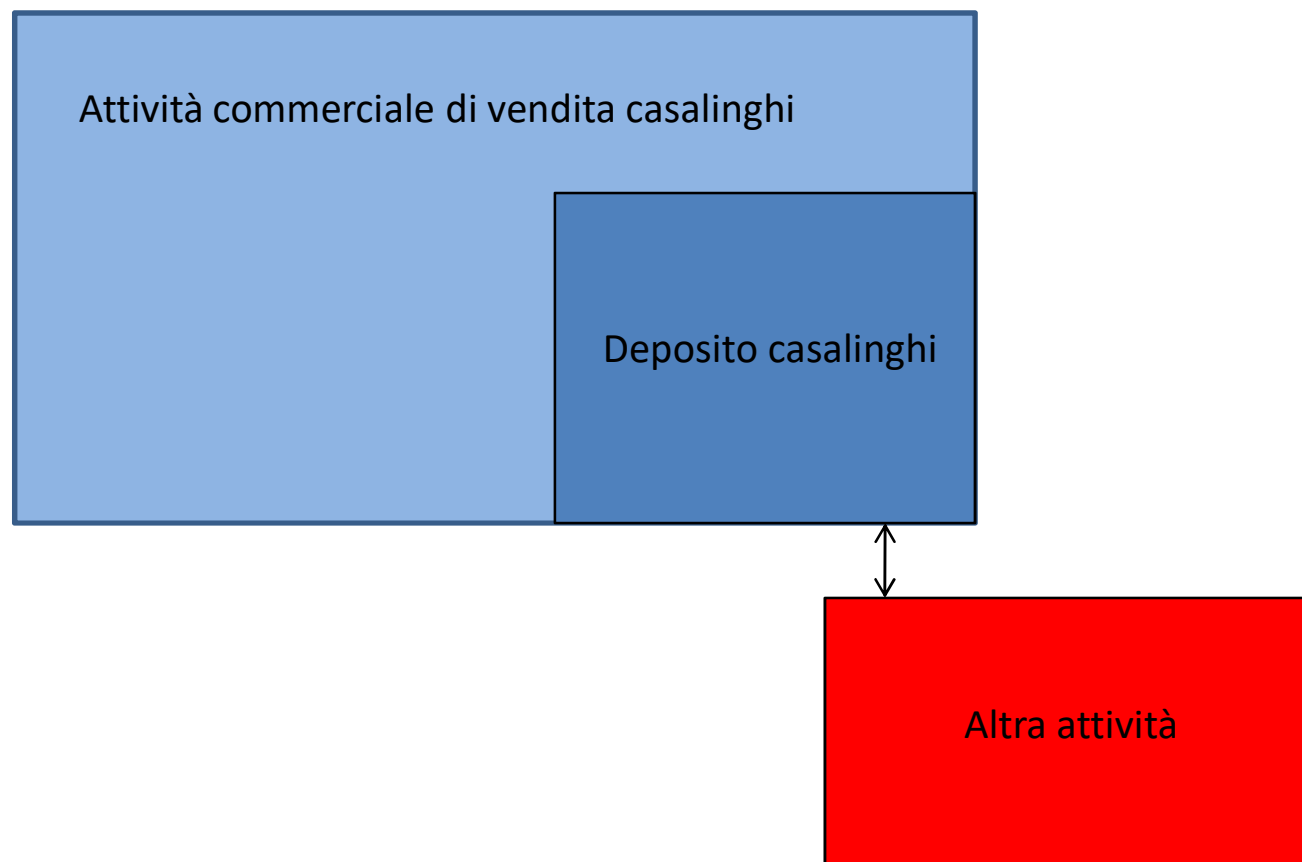 Attività commerciale di vendita casalinghi
Deposito casalinghi
Altra attività